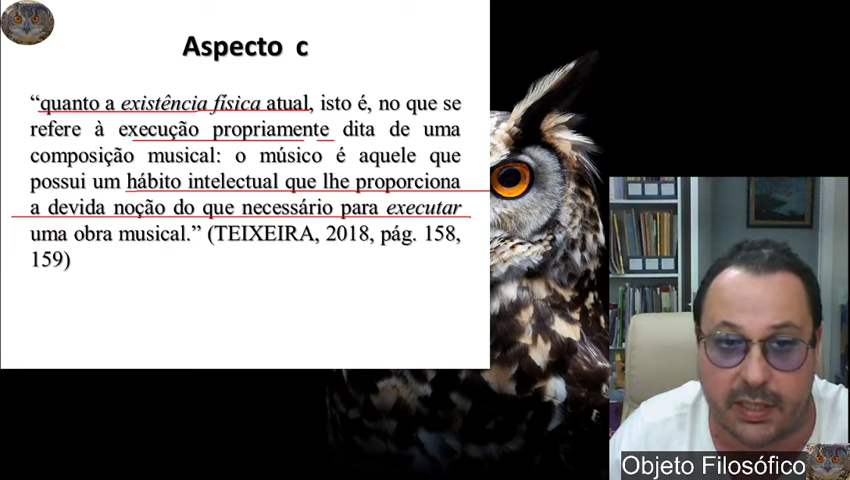 Aspecto c
“quanto a existência física atual, isto é, no que se
refere à execução propriamente dita de uma
composição musical: o músico é aquele que
possui um hábito intelectual que lhe proporciona
a devida noção do que necessário para executar
uma obra musical.” (TEIXEIRA, 2018, pág. 158,
159)
Objeto Filosófico